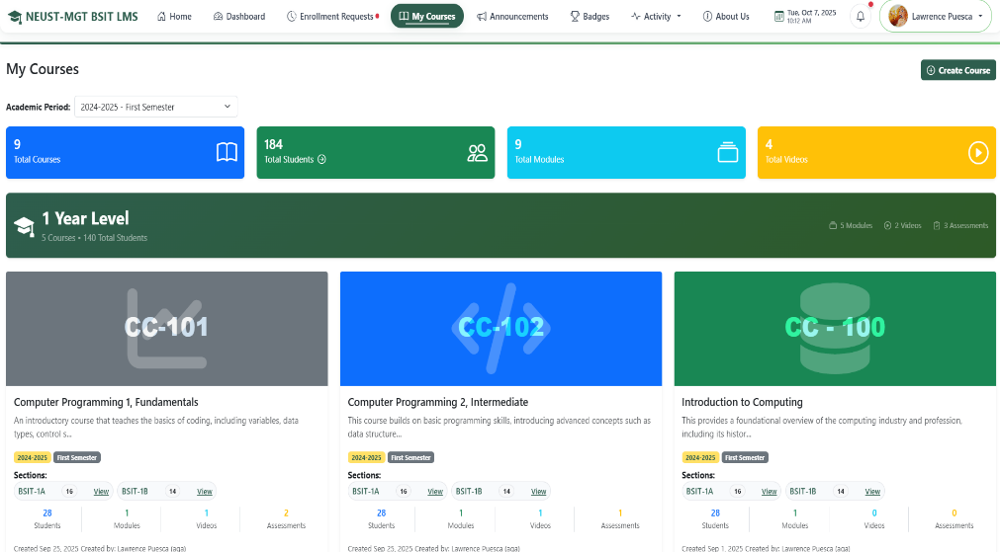 NEUST-MGT BSIT LMS Home Dashboard Enrollment Requests My Courses Announcements Badges Activity About Us Tue, Oct 7, 2025 Lawrence Puesca
10:12 AM
My Courses Create Course
Academic Period: 2024-2025 - First Semester
9 184 9 4
Total Courses Total Students Total Modules Total Videos
1 Year Level
5 Courses • 140 Total Students 5 Modules 2 Videos 3 Assessments
CC-101 CC-102 CC - 100
Computer Programming 1, Fundamentals
An introductory course that teaches the basics of coding, including variables, data
types, control s...
2024-2025 First Semester
Sections:
BSIT-1A 16 View BSIT-1B 14 View
28 1 1 2
Students Modules Videos Assessments
Created Sep 25, 2025 Created by: Lawrence Puesca (aga)
Computer Programming 2, Intermediate
This course builds on basic programming skills, introducing advanced concepts such as
data structure...
2024-2025 First Semester
Sections:
BSIT-1A 16 View BSIT-1B 14 View
28 1 1 1
Students Modules Videos Assessments
Created Sep 25, 2025 Created by: Lawrence Puesca (aga)
Introduction to Computing
This provides a foundational overview of the computing industry and profession,
including its histor...
2024-2025 First Semester
Sections:
BSIT-1A 16 View BSIT-1B 14 View
28 1 0 0
Students Modules Videos Assessments
Created Sep 1, 2025 Created by: Lawrence Puesca (aga)